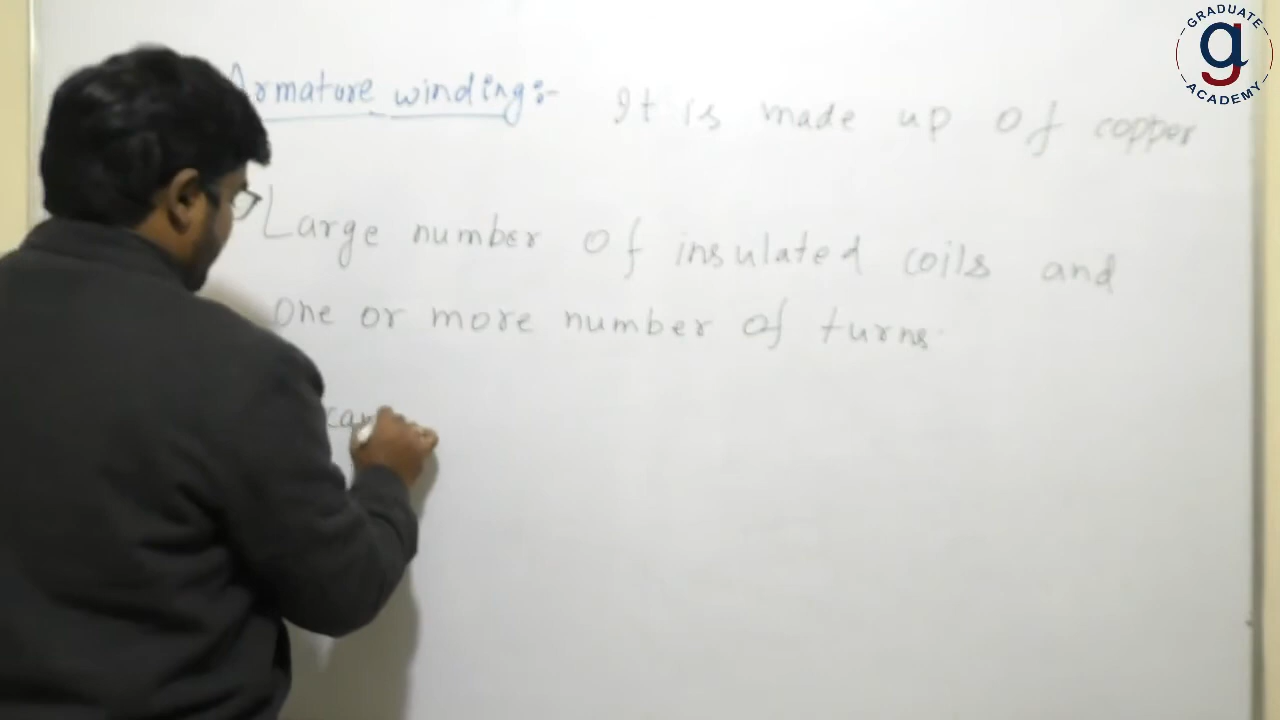 Armature winding:- It is made up of copper
Large number of insulated coils and
one or more number of turns.
GRADUATE
g
ACADEMY